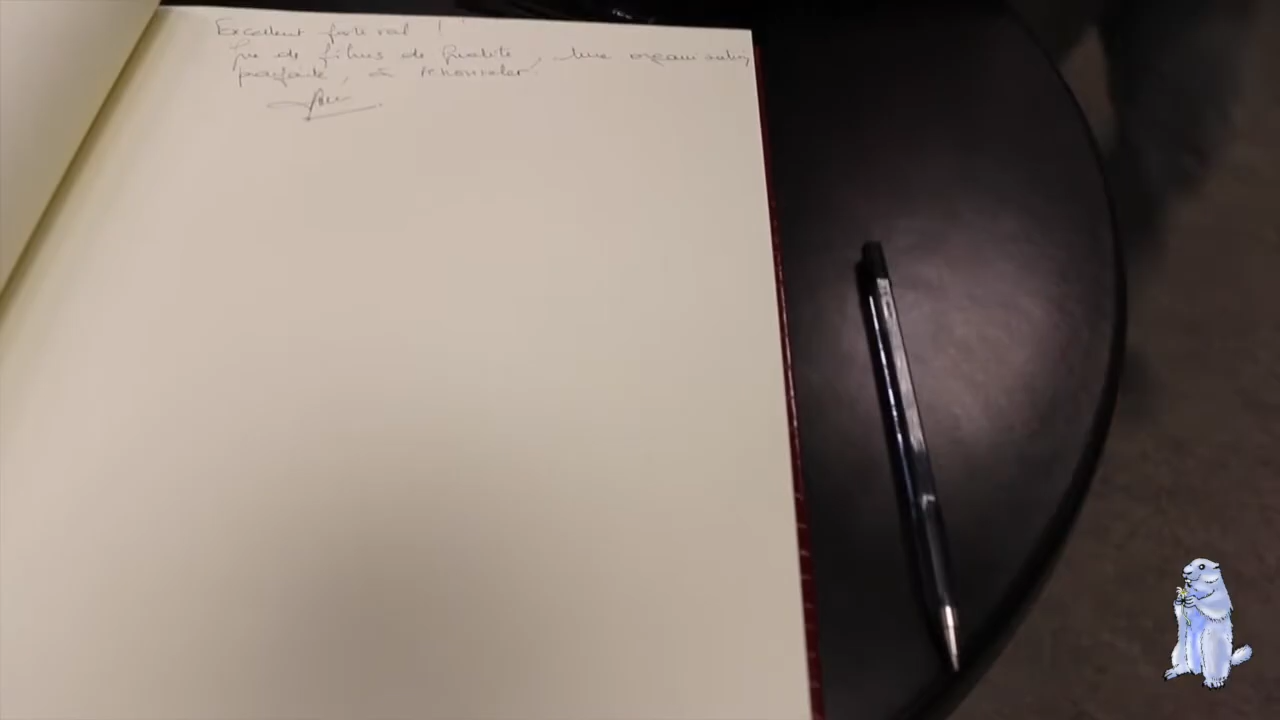 Excellent festival !
Que de films de Qualité, Une organisation
parfaite, à renouveler.